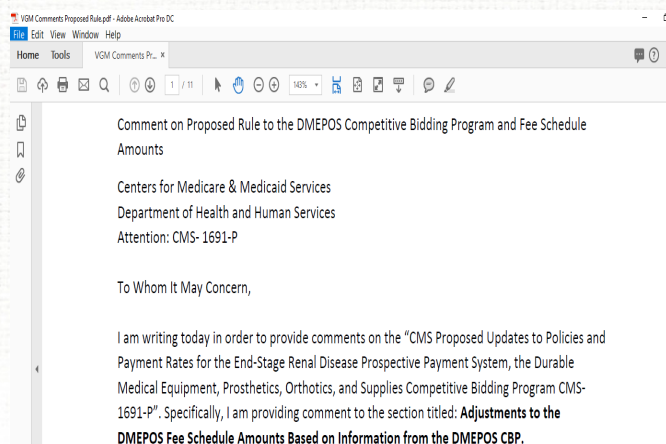 VGM Comments Proposed Rule.pdf - Adobe Acrobat Pro DC
File Edit View Window Help
Home Tools VGM Comments Pr... ×
1 / 11 143%
Comment on Proposed Rule to the DMEPOS Competitive Bidding Program and Fee Schedule
Amounts
Centers for Medicare & Medicaid Services
Department of Health and Human Services
Attention: CMS- 1691-P
To Whom It May Concern,
I am writing today in order to provide comments on the “CMS Proposed Updates to Policies and
Payment Rates for the End-Stage Renal Disease Prospective Payment System, the Durable
Medical Equipment, Prosthetics, Orthotics, and Supplies Competitive Bidding Program CMS-
1691-P”. Specifically, I am providing comment to the section titled: Adjustments to the
DMEPOS Fee Schedule Amounts Based on Information from the DMEPOS CBP.